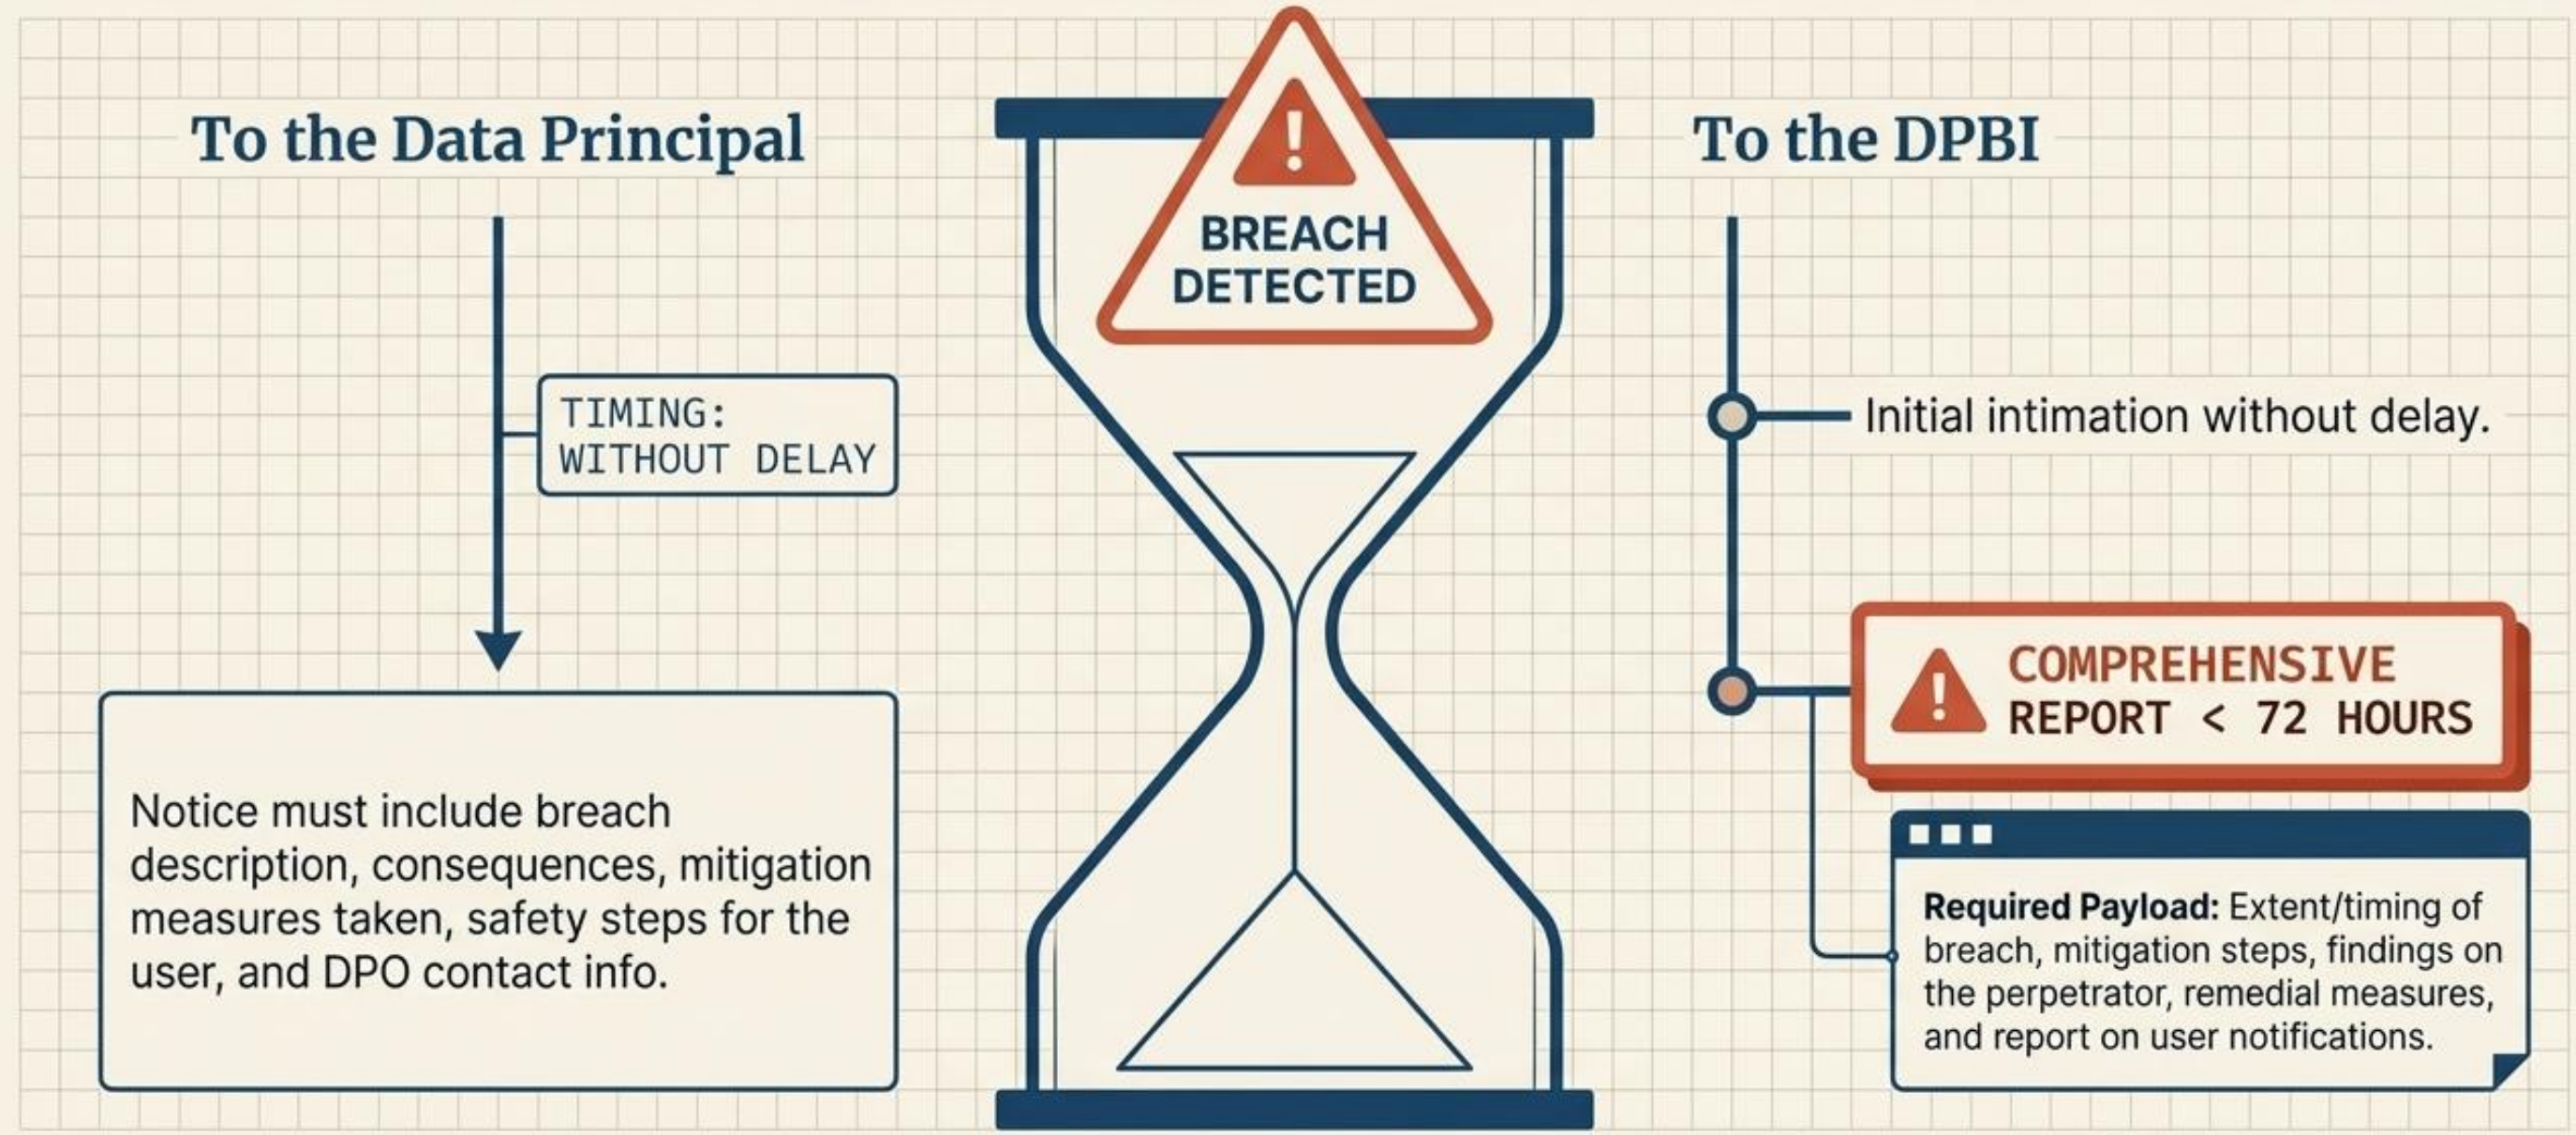 To the Data Principal
TIMING:
WITHOUT DELAY
Notice must include breach
description, consequences, mitigation
measures taken, safety steps for the
user, and DPO contact info.
BREACH
DETECTED
To the DPBI
Initial intimation without delay.
COMPREHENSIVE
REPORT < 72 HOURS
Required Payload: Extent/timing of
breach, mitigation steps, findings on
the perpetrator, remedial measures,
and report on user notifications.